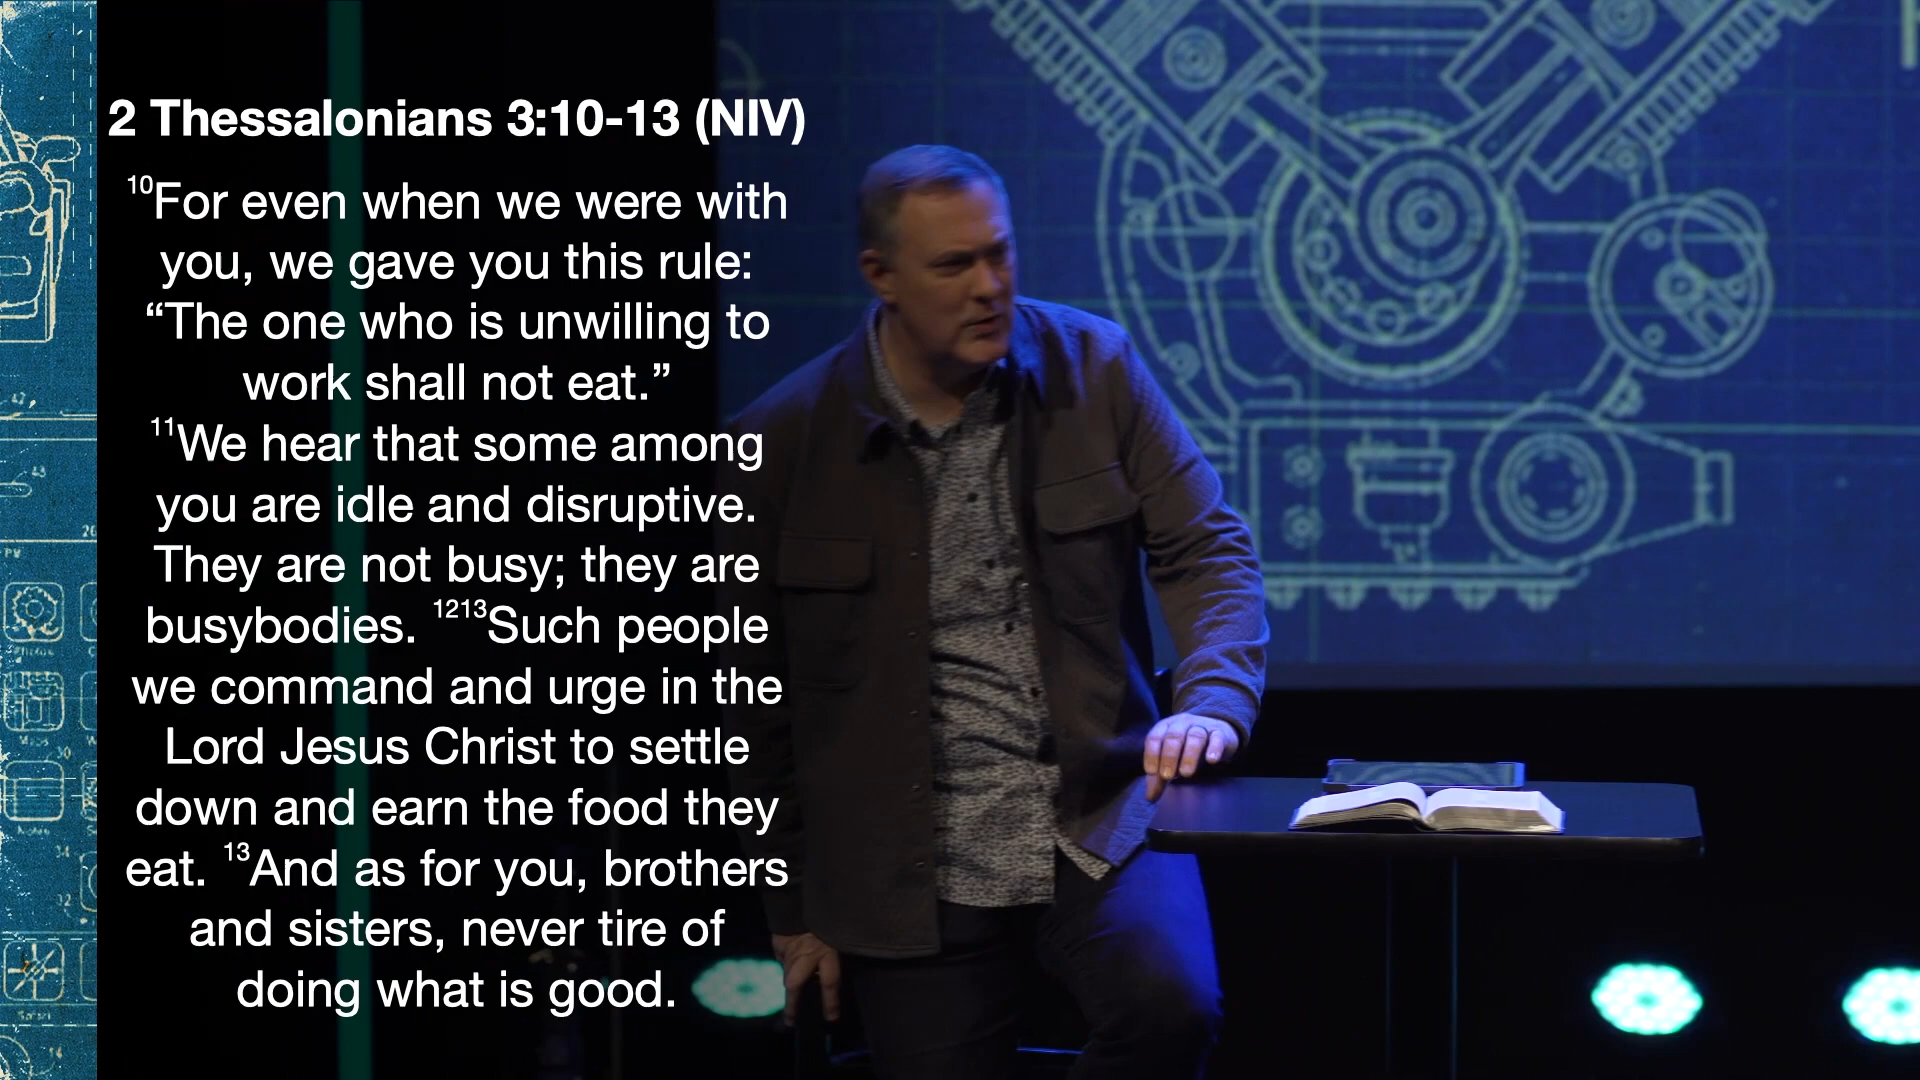 2 Thessalonians 3:10-13 (NIV)
10For even when we were with
you, we gave you this rule:
“The one who is unwilling to
work shall not eat.”
11We hear that some among
you are idle and disruptive.
They are not busy; they are
busybodies. 1213Such people
we command and urge in the
Lord Jesus Christ to settle
down and earn the food they
eat. 13And as for you, brothers
and sisters, never tire of
doing what is good.